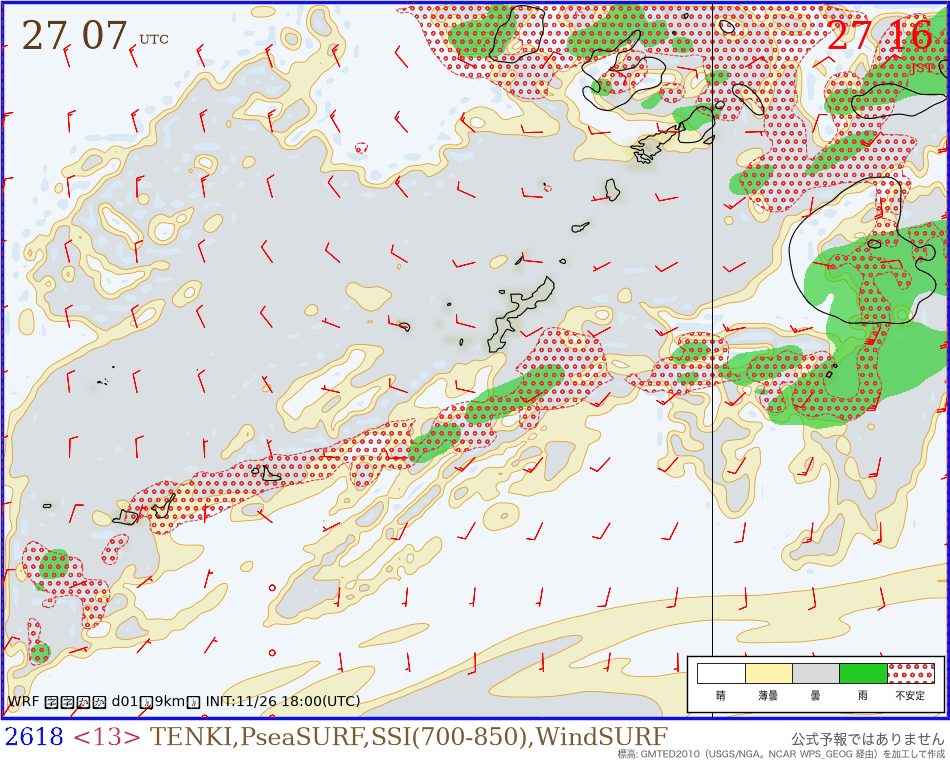 27 07 UTC
27 16
JST
晴 薄曇 曇 雨 不安定
WRF d01 9km INIT:11/26 18:00(UTC)
2618 <13> TENKI,PseaSURF,SSI(700-850),WindSURF
公式予報ではありません
標高: GMTED2010（USGS/NGA。NCAR WPS_GEOG 経由）を加工して作成